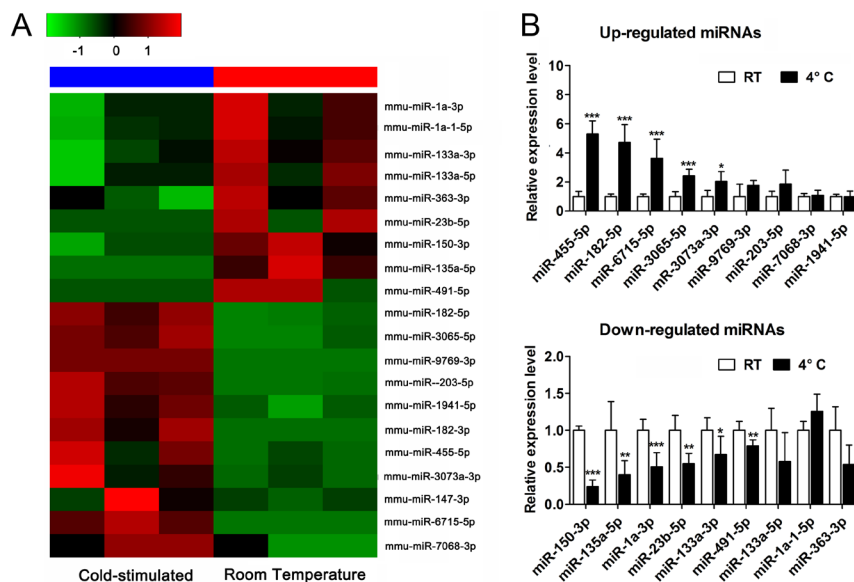 A
-1 0 1
mmu-miR-1a-3p
mmu-miR-1a-1-5p
mmu-miR-133a-3p
mmu-miR-133a-5p
mmu-miR-363-3p
mmu-miR-23b-5p
mmu-miR-150-3p
mmu-miR-135a-5p
mmu-miR-491-5p
mmu-miR-182-5p
mmu-miR-3065-5p
mmu-miR-9769-3p
mmu-miR--203-5p
mmu-miR-1941-5p
mmu-miR-182-3p
mmu-miR-455-5p
mmu-miR-3073a-3p
mmu-miR-147-3p
mmu-miR-6715-5p
mmu-miR-7068-3p
Cold-stimulated Room Temperature
B
Up-regulated miRNAs
RT 4° C
Relative expression level
10
8
6
4
2
0
*** *** *** *** *
miR-455-5p
miR-182-5p
miR-6715-5p
miR-3065-5p
miR-3073a-3p
miR-9769-3p
miR-203-5p
miR-7068-3p
miR-1941-5p
Down-regulated miRNAs
RT 4° C
Relative expression level
2.0
1.5
1.0
0.5
0.0
*** ** *** ** * **
miR-150-3p
miR-135a-5p
miR-1a-3p
miR-23b-5p
miR-133a-3p
miR-491-5p
miR-133a-5p
miR-1a-1-5p
miR-363-3p